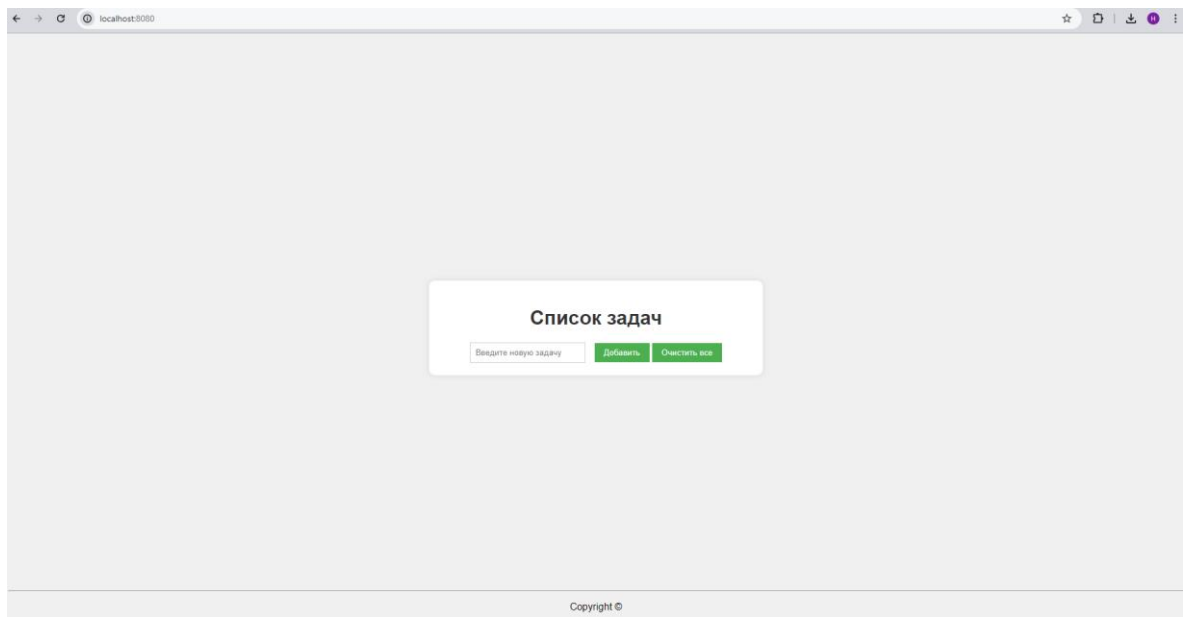 localhost:8080
H
Список задач
Введите новую задачу Добавить Очистить все
Copyright ©